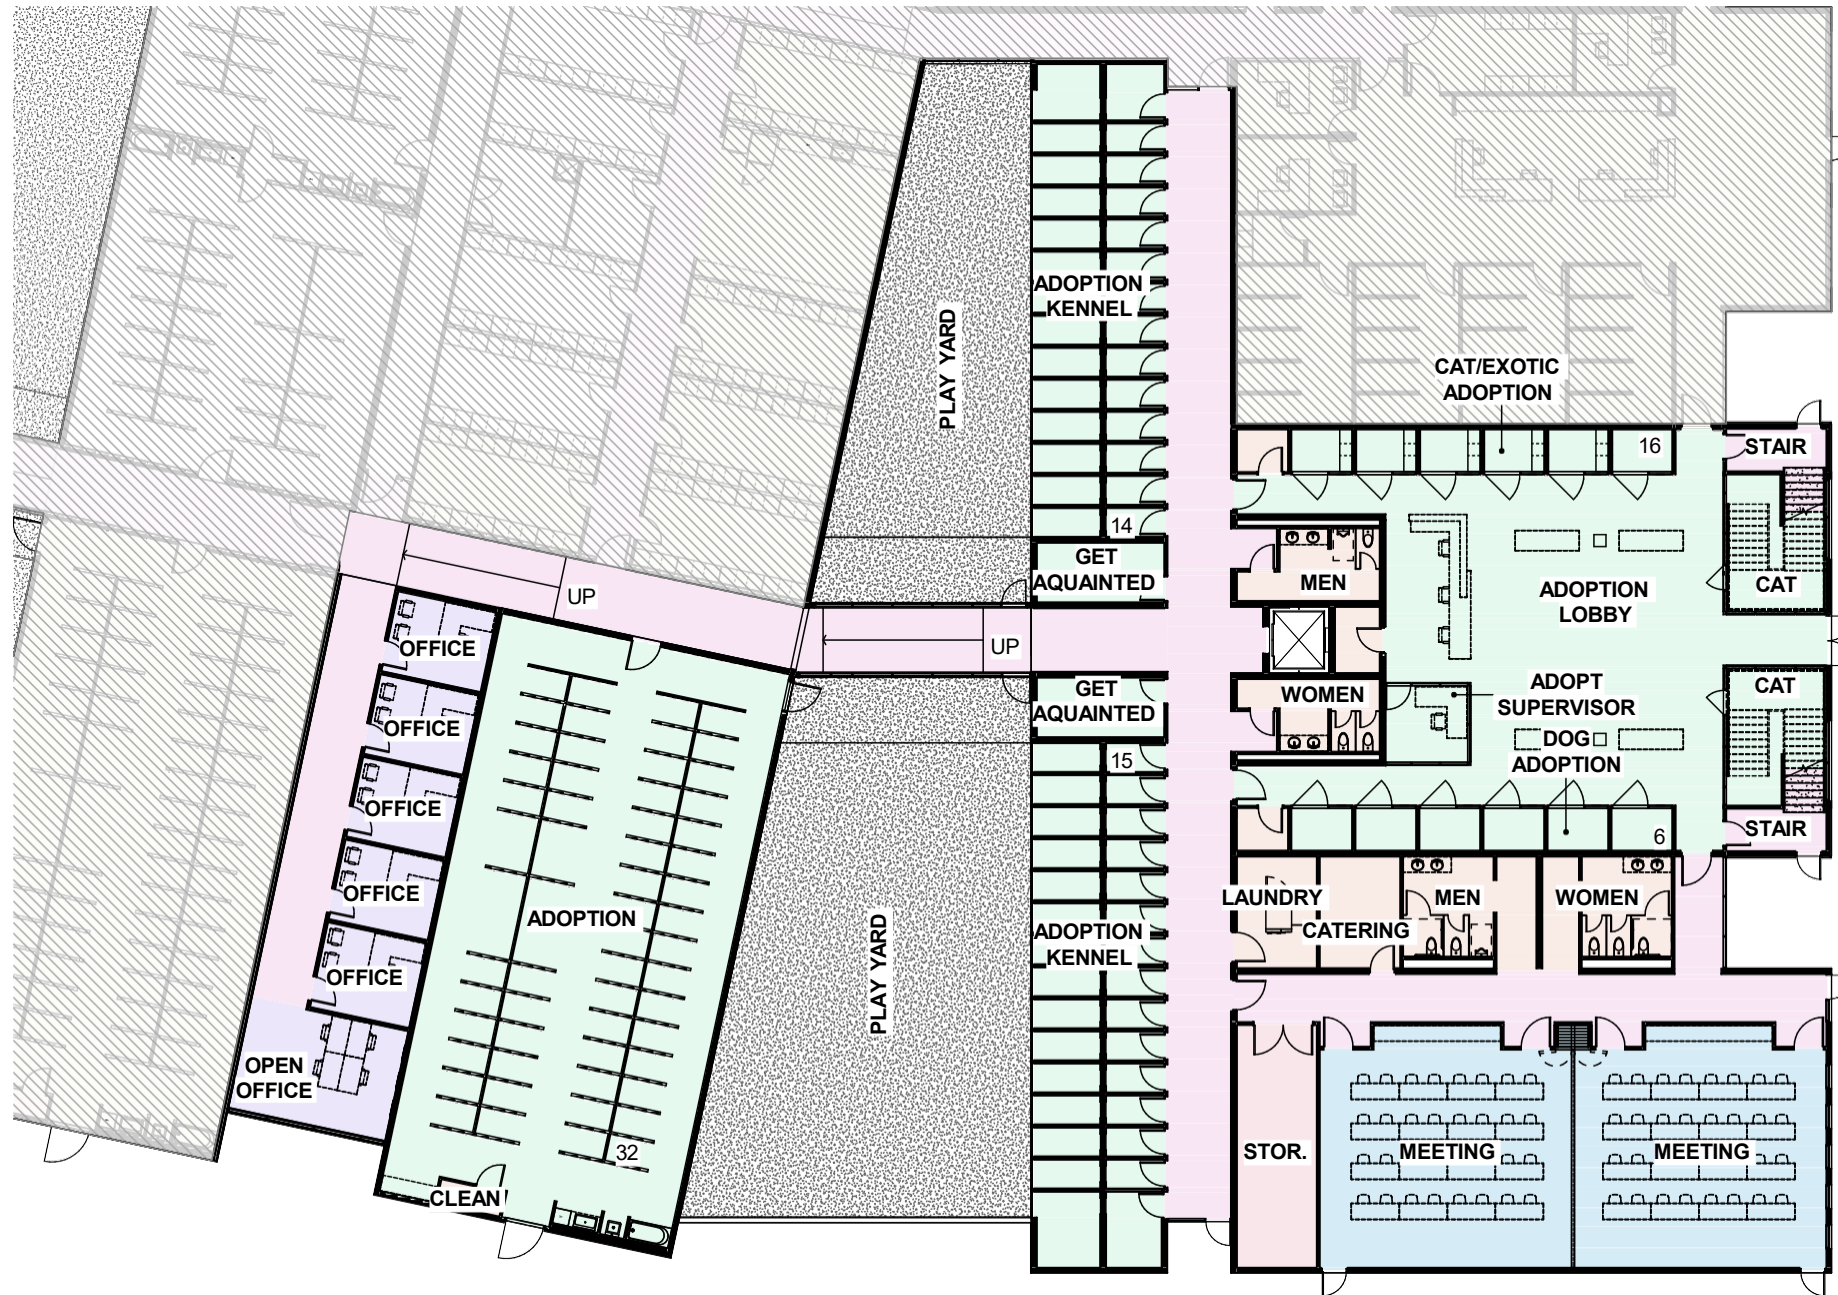 ADOPTION
KENNEL
PLAY YARD
CAT/EXOTIC
ADOPTION
16
STAIR
14
GET
AQUAINTED
MEN
ADOPTION
LOBBY
CAT
UP
UP
OFFICE
WOMEN
ADOPT
SUPERVISOR
CAT
GET
AQUAINTED
OFFICE
15
DOG
ADOPTION
OFFICE
6
STAIR
OFFICE
ADOPTION
LAUNDRY
MEN
WOMEN
CATERING
ADOPTION
KENNEL
PLAY YARD
OFFICE
OPEN
OFFICE
32
STOR.
MEETING
MEETING
CLEAN